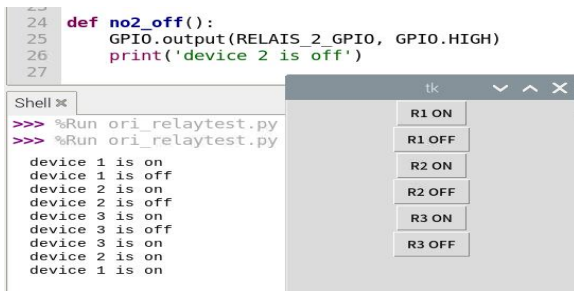 24 def no2_off():
25 GPIO.output(RELAIS_2_GPIO, GPIO.HIGH)
26 print('device 2 is off')
27
Shell
>>> %Run ori_relaytest.py
>>> %Run ori_relaytest.py
device 1 is on
device 1 is off
device 2 is on
device 2 is off
device 3 is on
device 3 is off
device 3 is on
device 2 is on
device 1 is on
tk
R1 ON
R1 OFF
R2 ON
R2 OFF
R3 ON
R3 OFF